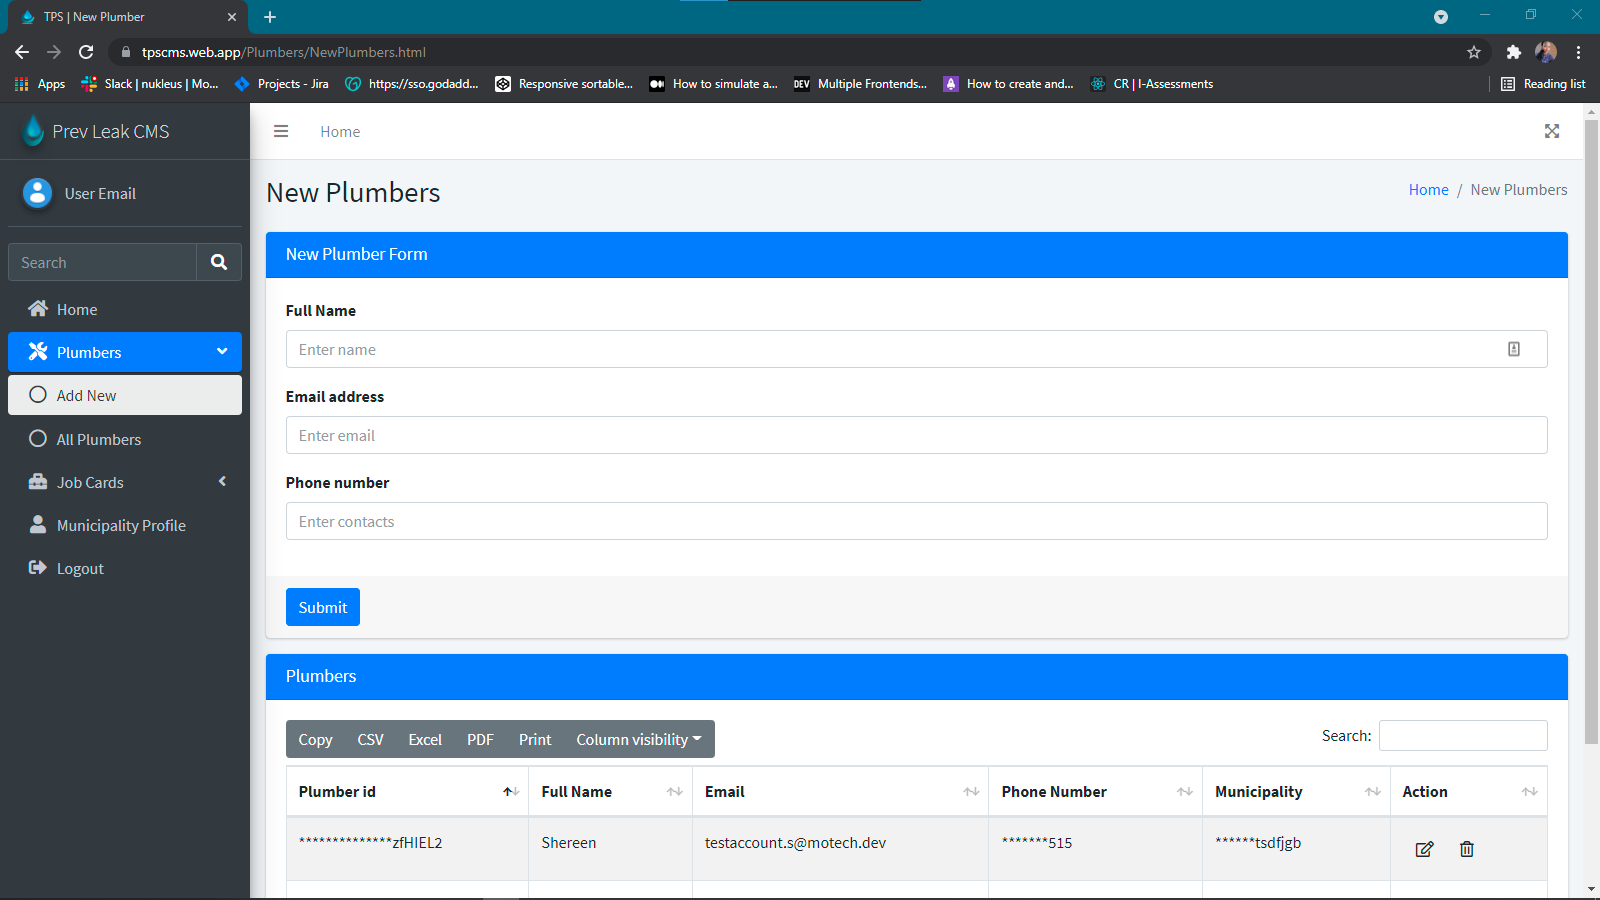 TPS | New Plumber
tpscms.web.app/Plumbers/NewPlumbers.html
Apps
Slack | nukleus | Mo...
Projects - Jira
https://sso.godadd...
Responsive sortable...
How to simulate a...
DEV
Multiple Frontends...
How to create and...
CR | I-Assessments
Reading list
Prev Leak CMS
Home
User Email
New Plumbers
Home / New Plumbers
Search
Home
Plumbers
Add New
All Plumbers
Job Cards
Municipality Profile
Logout
New Plumber Form
Full Name
Enter name
Email address
Enter email
Phone number
Enter contacts
Submit
Plumbers
Copy CSV Excel PDF Print Column visibility
Search:
Plumber id Full Name Email Phone Number Municipality Action
**************zfHIEL2 Shereen testaccount.s@motech.dev *******515 ******tsdfjgb